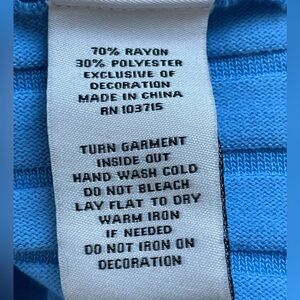 70% RAYON
30% POLYESTER
EXCLUSIVE OF
DECORATION
MADE IN CHINA
RN 103715
TURN GARMENT
INSIDE OUT
HAND WASH COLD
DO NOT BLEACH
LAY FLAT TO DRY
WARM IRON
IF NEEDED
DO NOT IRON ON
DECORATION